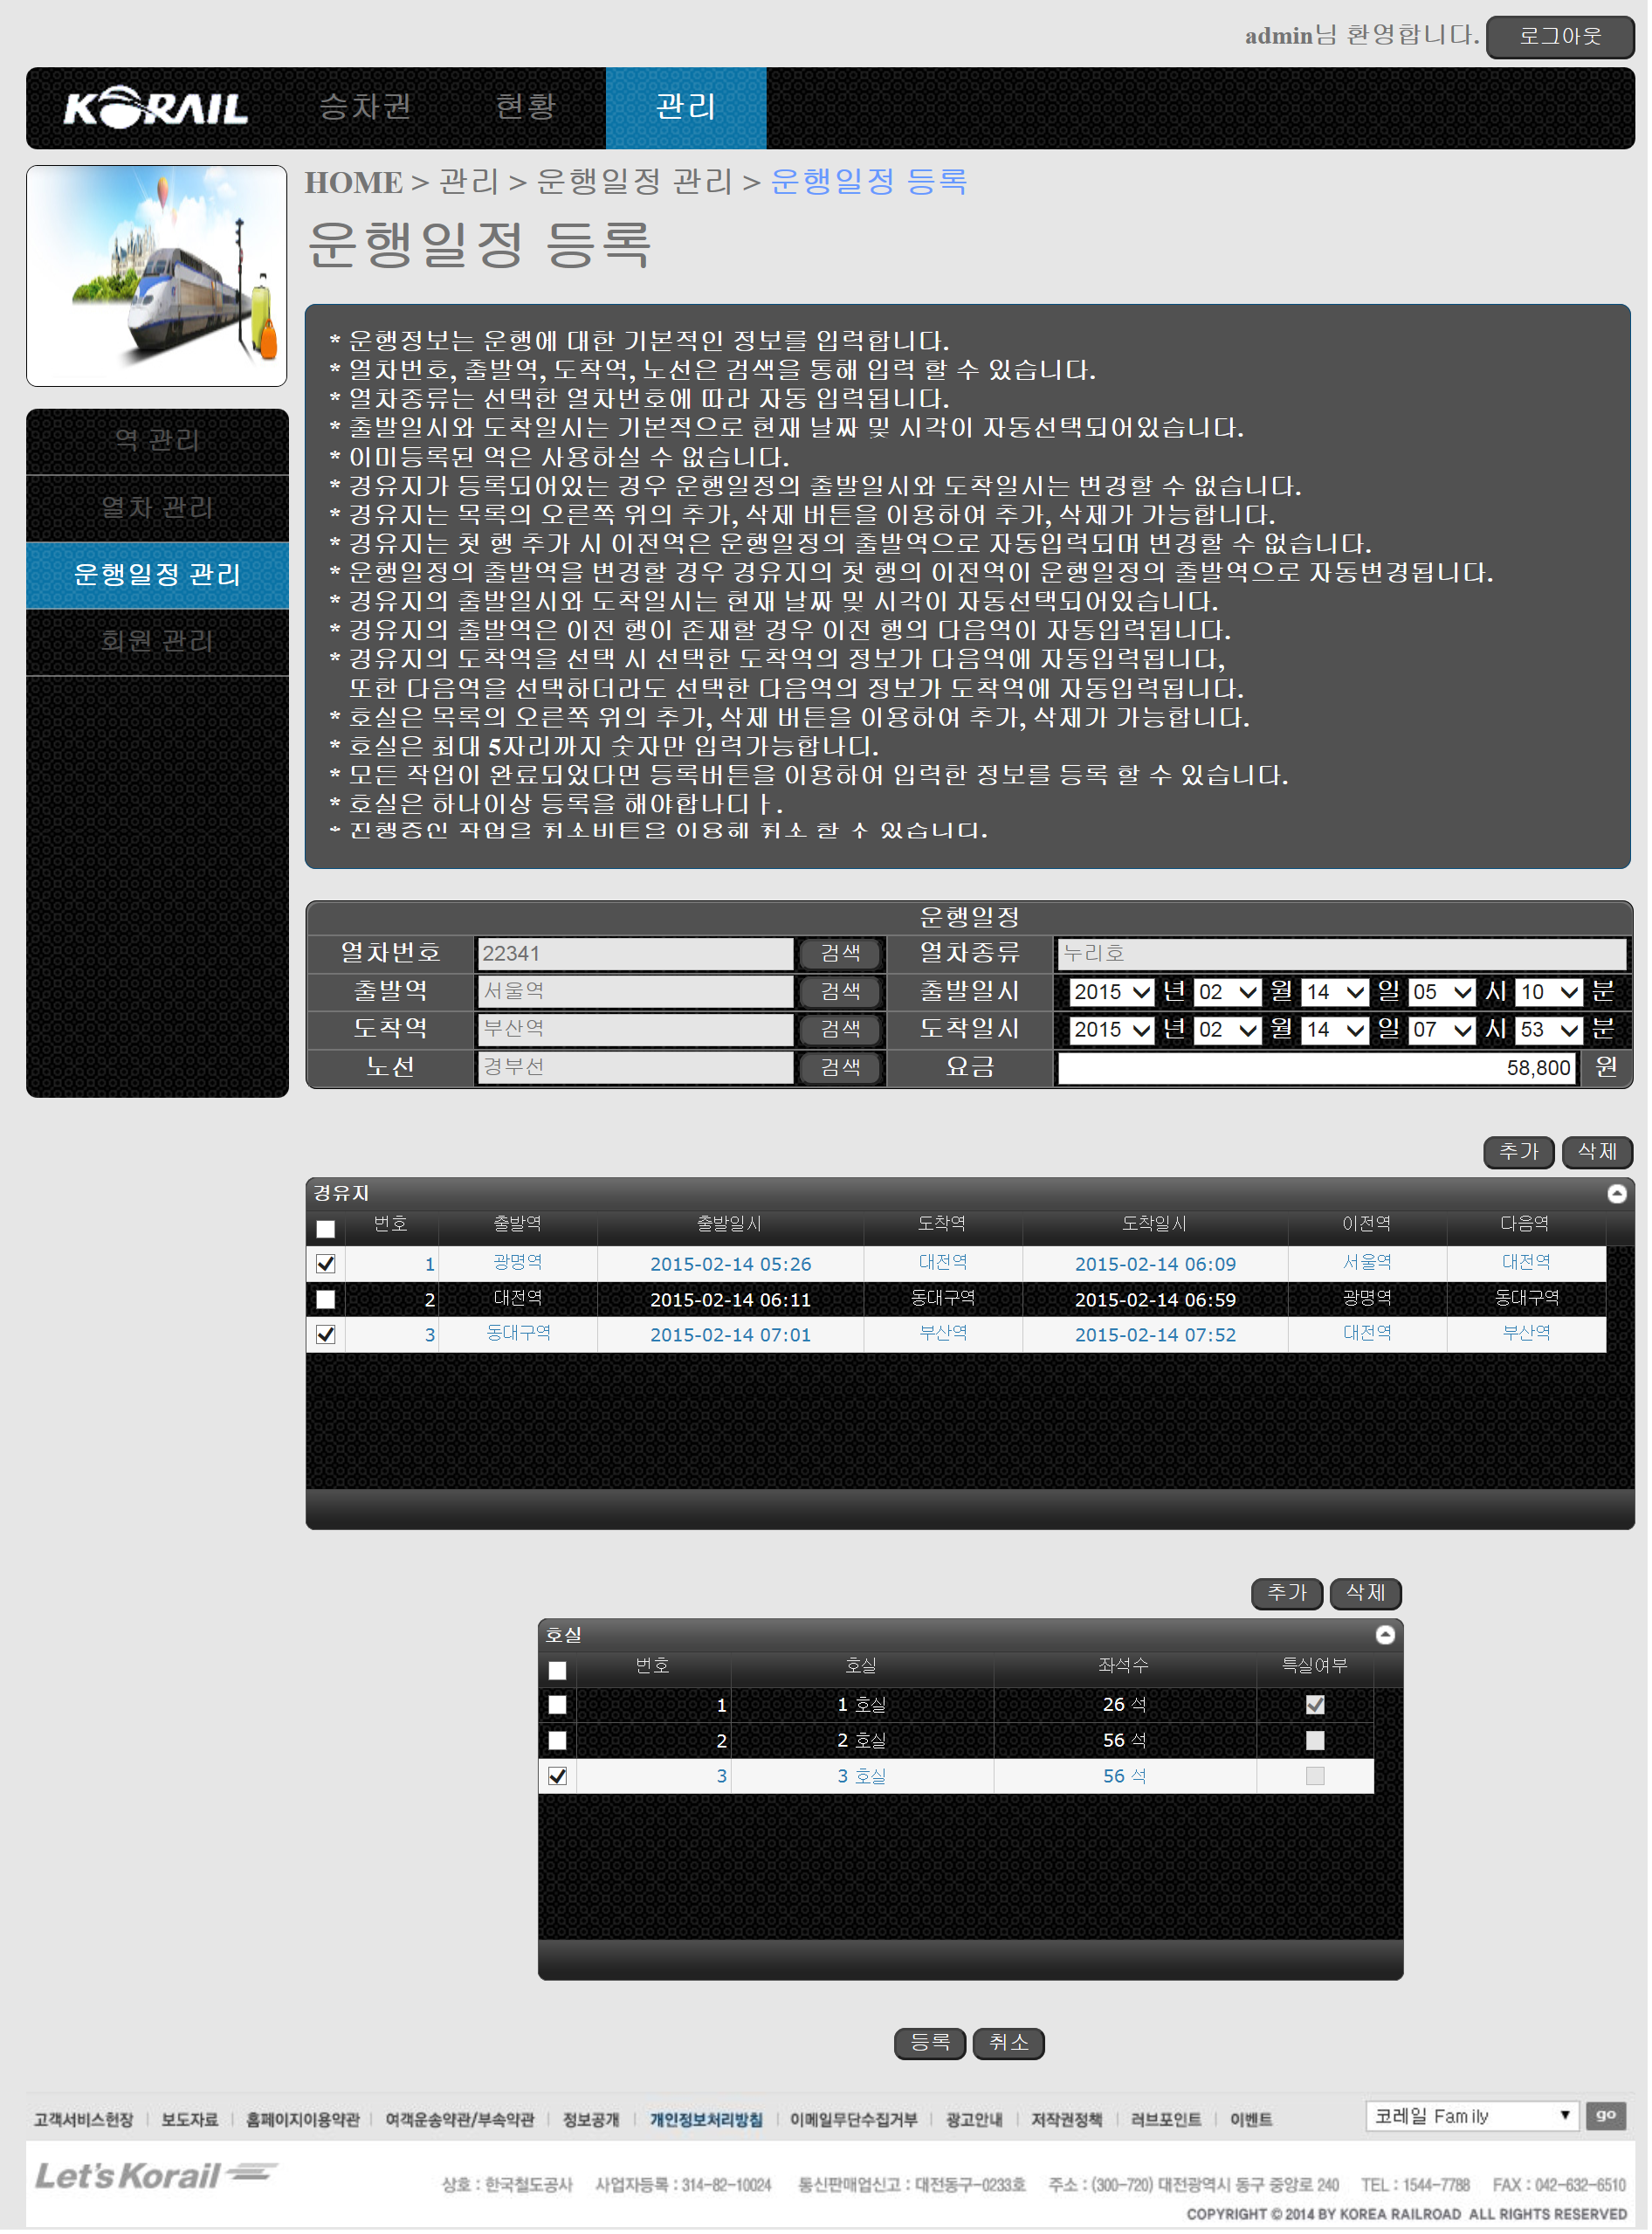 admin님 환영합니다. 로그아웃
KORAIL 승차권 현황 관리
HOME > 관리 > 운행일정 관리 > 운행일정 등록
운행일정 등록
역 관리
열차 관리
운행일정 관리
회원 관리
* 운행정보는 운행에 대한 기본적인 정보를 입력합니다.
* 열차번호, 출발역, 도착역, 노선은 검색을 통해 입력 할 수 있습니다.
* 열차종류는 선택한 열차번호에 따라 자동 입력됩니다.
* 출발일시와 도착일시는 기본적으로 현재 날짜 및 시각이 자동선택되어있습니다.
* 이미등록된 역은 사용하실 수 없습니다.
* 경유지가 등록되어있는 경우 운행일정의 출발일시와 도착일시는 변경할 수 없습니다.
* 경유지는 목록의 오른쪽 위의 추가, 삭제 버튼을 이용하여 추가, 삭제가 가능합니다.
* 경유지는 첫 행 추가 시 이전역은 운행일정의 출발역으로 자동입력되며 변경할 수 없습니다.
* 운행일정의 출발역을 변경할 경우 경유지의 첫 행의 이전역이 운행일정의 출발역으로 자동변경됩니다.
* 경유지의 출발일시와 도착일시는 현재 날짜 및 시각이 자동선택되어있습니다.
* 경유지의 출발역은 이전 행이 존재할 경우 이전 행의 다음역이 자동입력됩니다.
* 경유지의 도착역을 선택 시 선택한 도착역의 정보가 다음역에 자동입력됩니다,
또한 다음역을 선택하더라도 선택한 다음역의 정보가 도착역에 자동입력됩니다.
* 호실은 목록의 오른쪽 위의 추가, 삭제 버튼을 이용하여 추가, 삭제가 가능합니다.
* 호실은 최대 5자리까지 숫자만 입력가능합나디.
* 모든 작업이 완료되었다면 등록버튼을 이용하여 입력한 정보를 등록 할 수 있습니다.
* 호실은 하나이상 등록을 해야합나디ㅏ.
* 진행중인 작업은 취소버튼을 이용해 취소 할 수 있습니다.
운행일정
열차번호 22341 검색 열차종류 누리호
출발역 서울역 검색 출발일시 2015 년 02 월 14 일 05 시 10 분
도착역 부산역 검색 도착일시 2015 년 02 월 14 일 07 시 53 분
노선 경부선 검색 요금 58,800 원
추가 삭제
경유지
번호 출발역 출발일시 도착역 도착일시 이전역 다음역
1 광명역 2015-02-14 05:26 대전역 2015-02-14 06:09 서울역 대전역
2 대전역 2015-02-14 06:11 동대구역 2015-02-14 06:59 광명역 동대구역
3 동대구역 2015-02-14 07:01 부산역 2015-02-14 07:52 대전역 부산역
추가 삭제
호실
번호 호실 좌석수 특실여부
1 1 호실 26 석
2 2 호실 56 석
3 3 호실 56 석
등록 취소
고객서비스헌장 보도자료 홈페이지이용약관 여객운송약관/부속약관 정보공개 개인정보처리방침 이메일무단수집거부 광고안내 저작권정책 러브포인트 이벤트 코레일 Family go
Let's Korail 상호 : 한국철도공사 사업자등록 : 314-82-10024 통신판매업신고 : 대전동구-0233호 주소 : (300-720) 대전광역시 동구 중앙로 240 TEL : 1544-7788 FAX : 042-632-6510
COPYRIGHT © 2014 BY KOREA RAILROAD ALL RIGHTS RESERVED